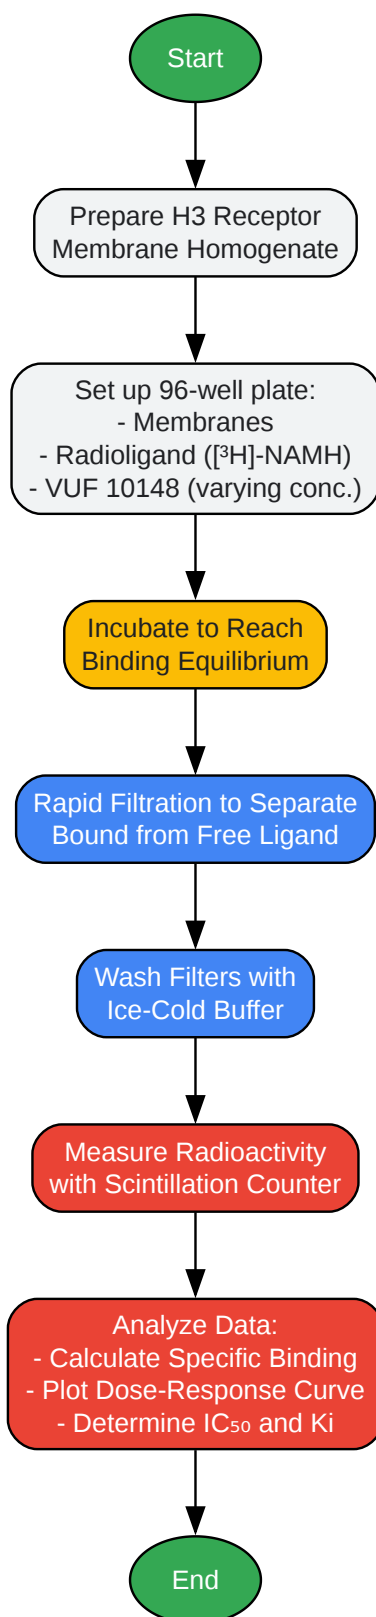 Start
Prepare H3 Receptor
Membrane Homogenate
Set up 96-well plate:
- Membranes
- Radioligand ([³H]-NAMH)
- VUF 10148 (varying conc.)
Incubate to Reach
Binding Equilibrium
Rapid Filtration to Separate
Bound from Free Ligand
Wash Filters with
Ice-Cold Buffer
Measure Radioactivity
with Scintillation Counter
Analyze Data:
- Calculate Specific Binding
- Plot Dose-Response Curve
- Determine IC₅₀ and Ki
End